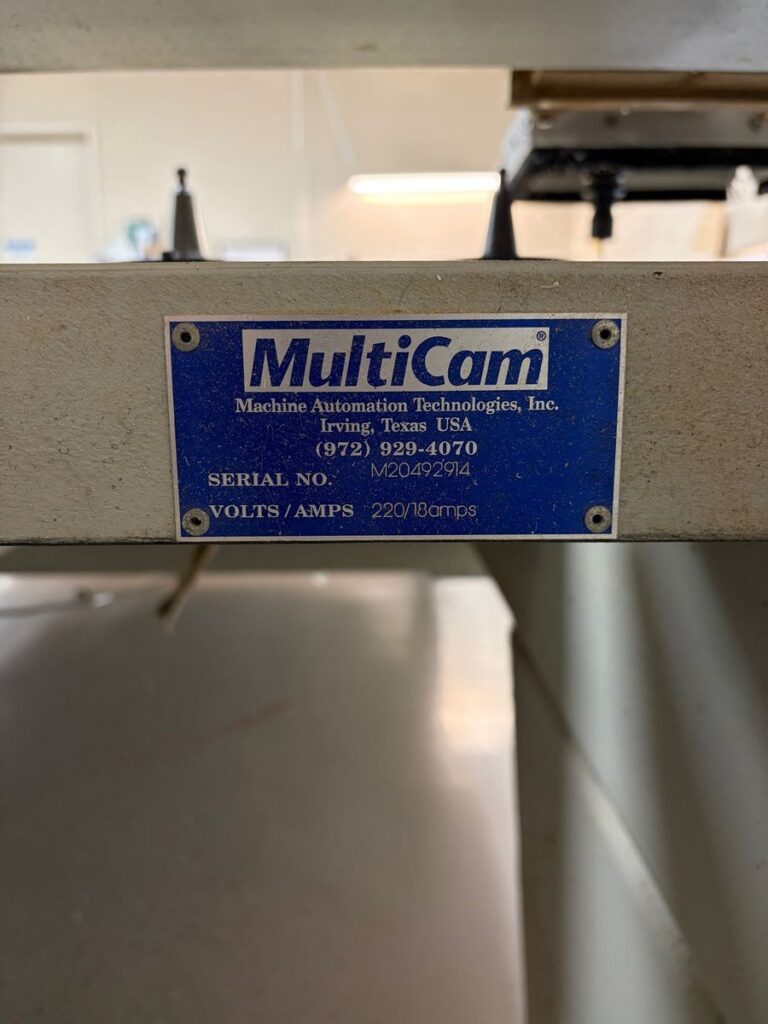 MultiCam®
Machine Automation Technologies, Inc.
Irving, Texas USA
(972) 929-4070
SERIAL NO. M20492914
VOLTS/AMPS 220/18amps